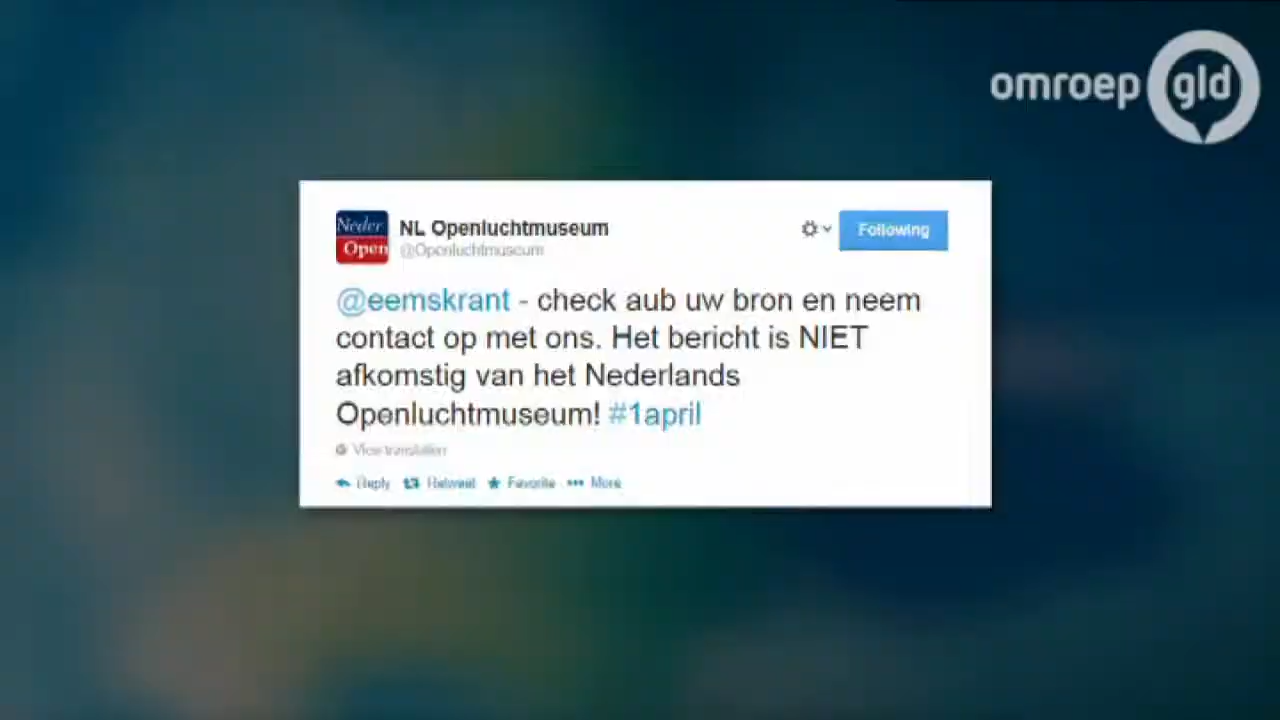 omroep gld
Neder
Open
NL Openluchtmuseum
@Openluchtmuseum
Following
@eemskrant - check aub uw bron en neem
contact op met ons. Het bericht is NIET
afkomstig van het Nederlands
Openluchtmuseum! #1april
View translation
Reply Retweet Favorite More